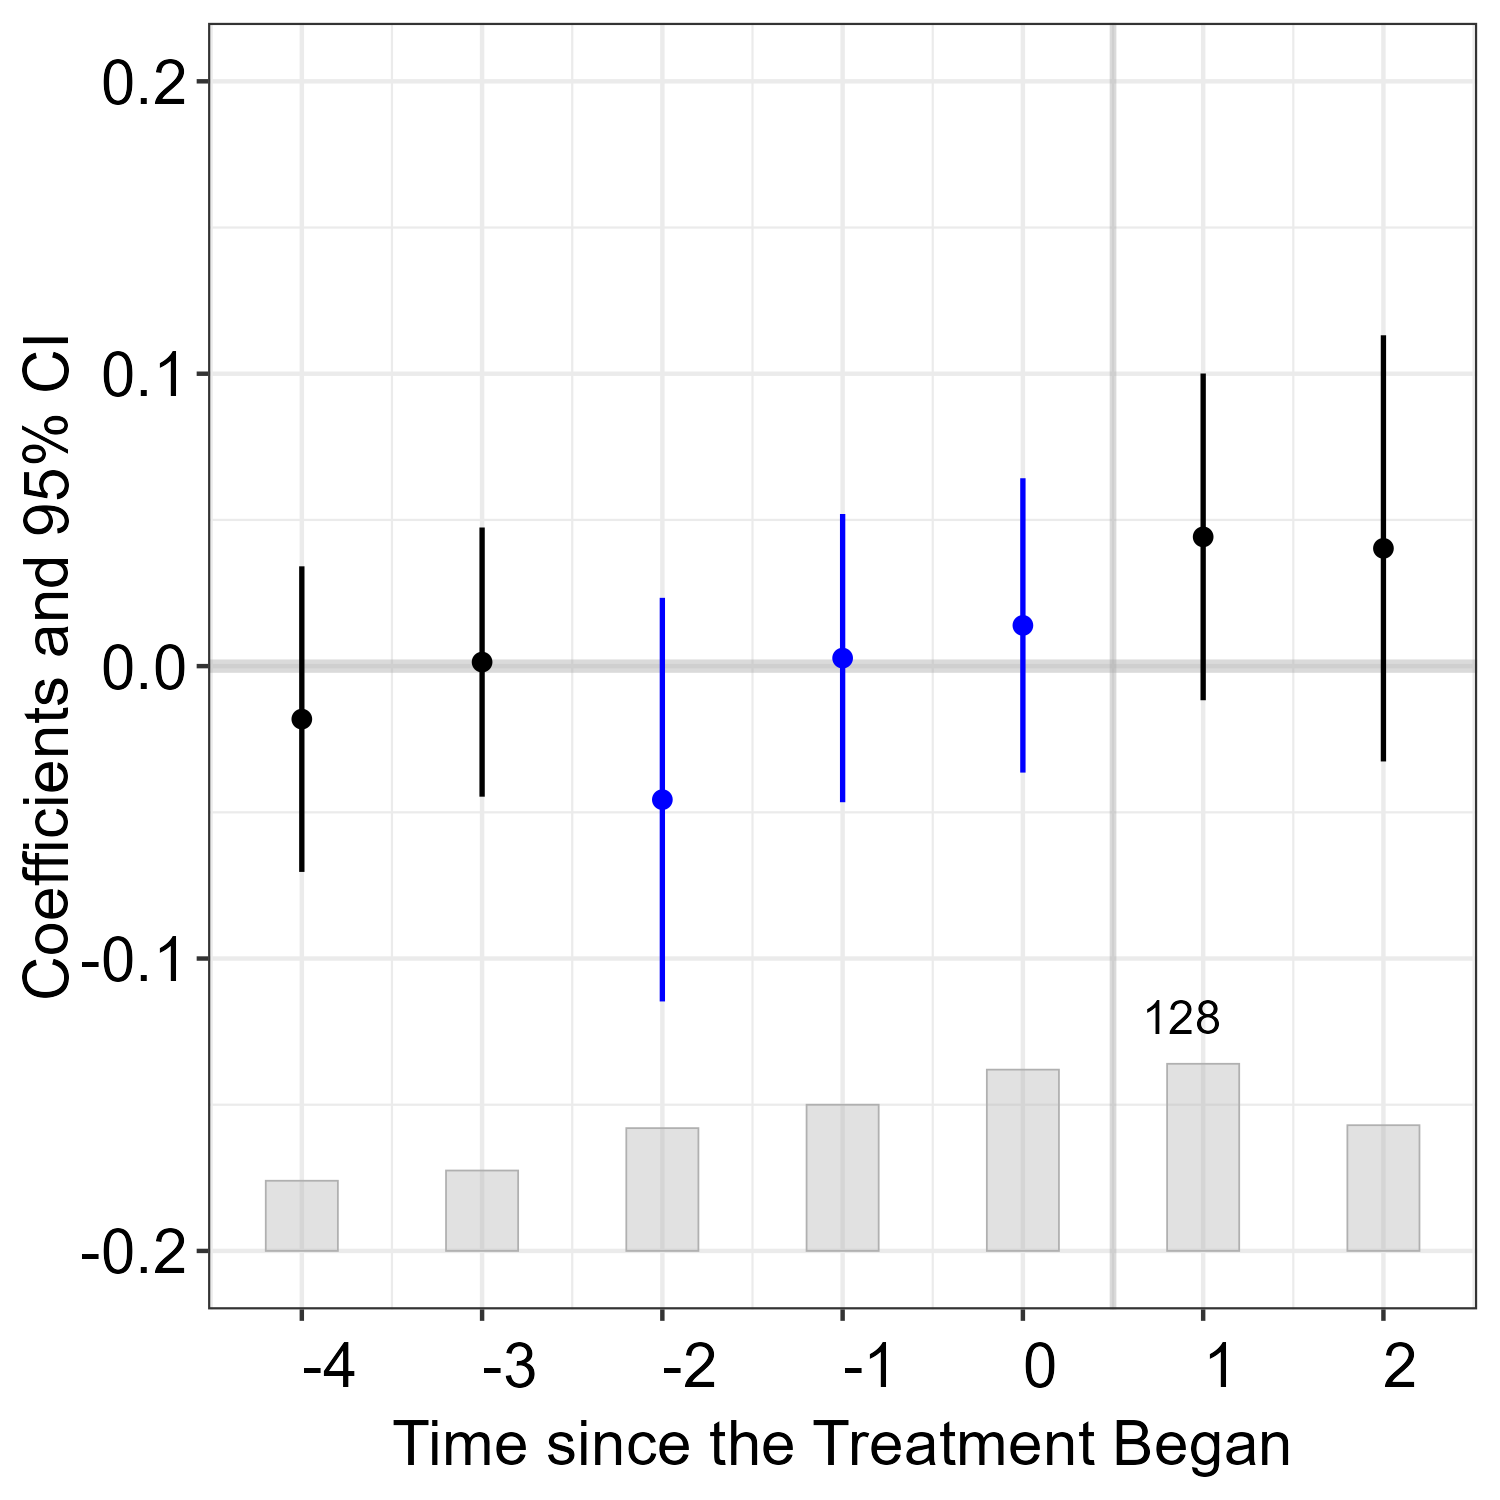 Coefficients and 95% CI
0.2
0.1
0.0
-0.1
-0.2
128
-4 -3 -2 -1 0 1 2
Time since the Treatment Began